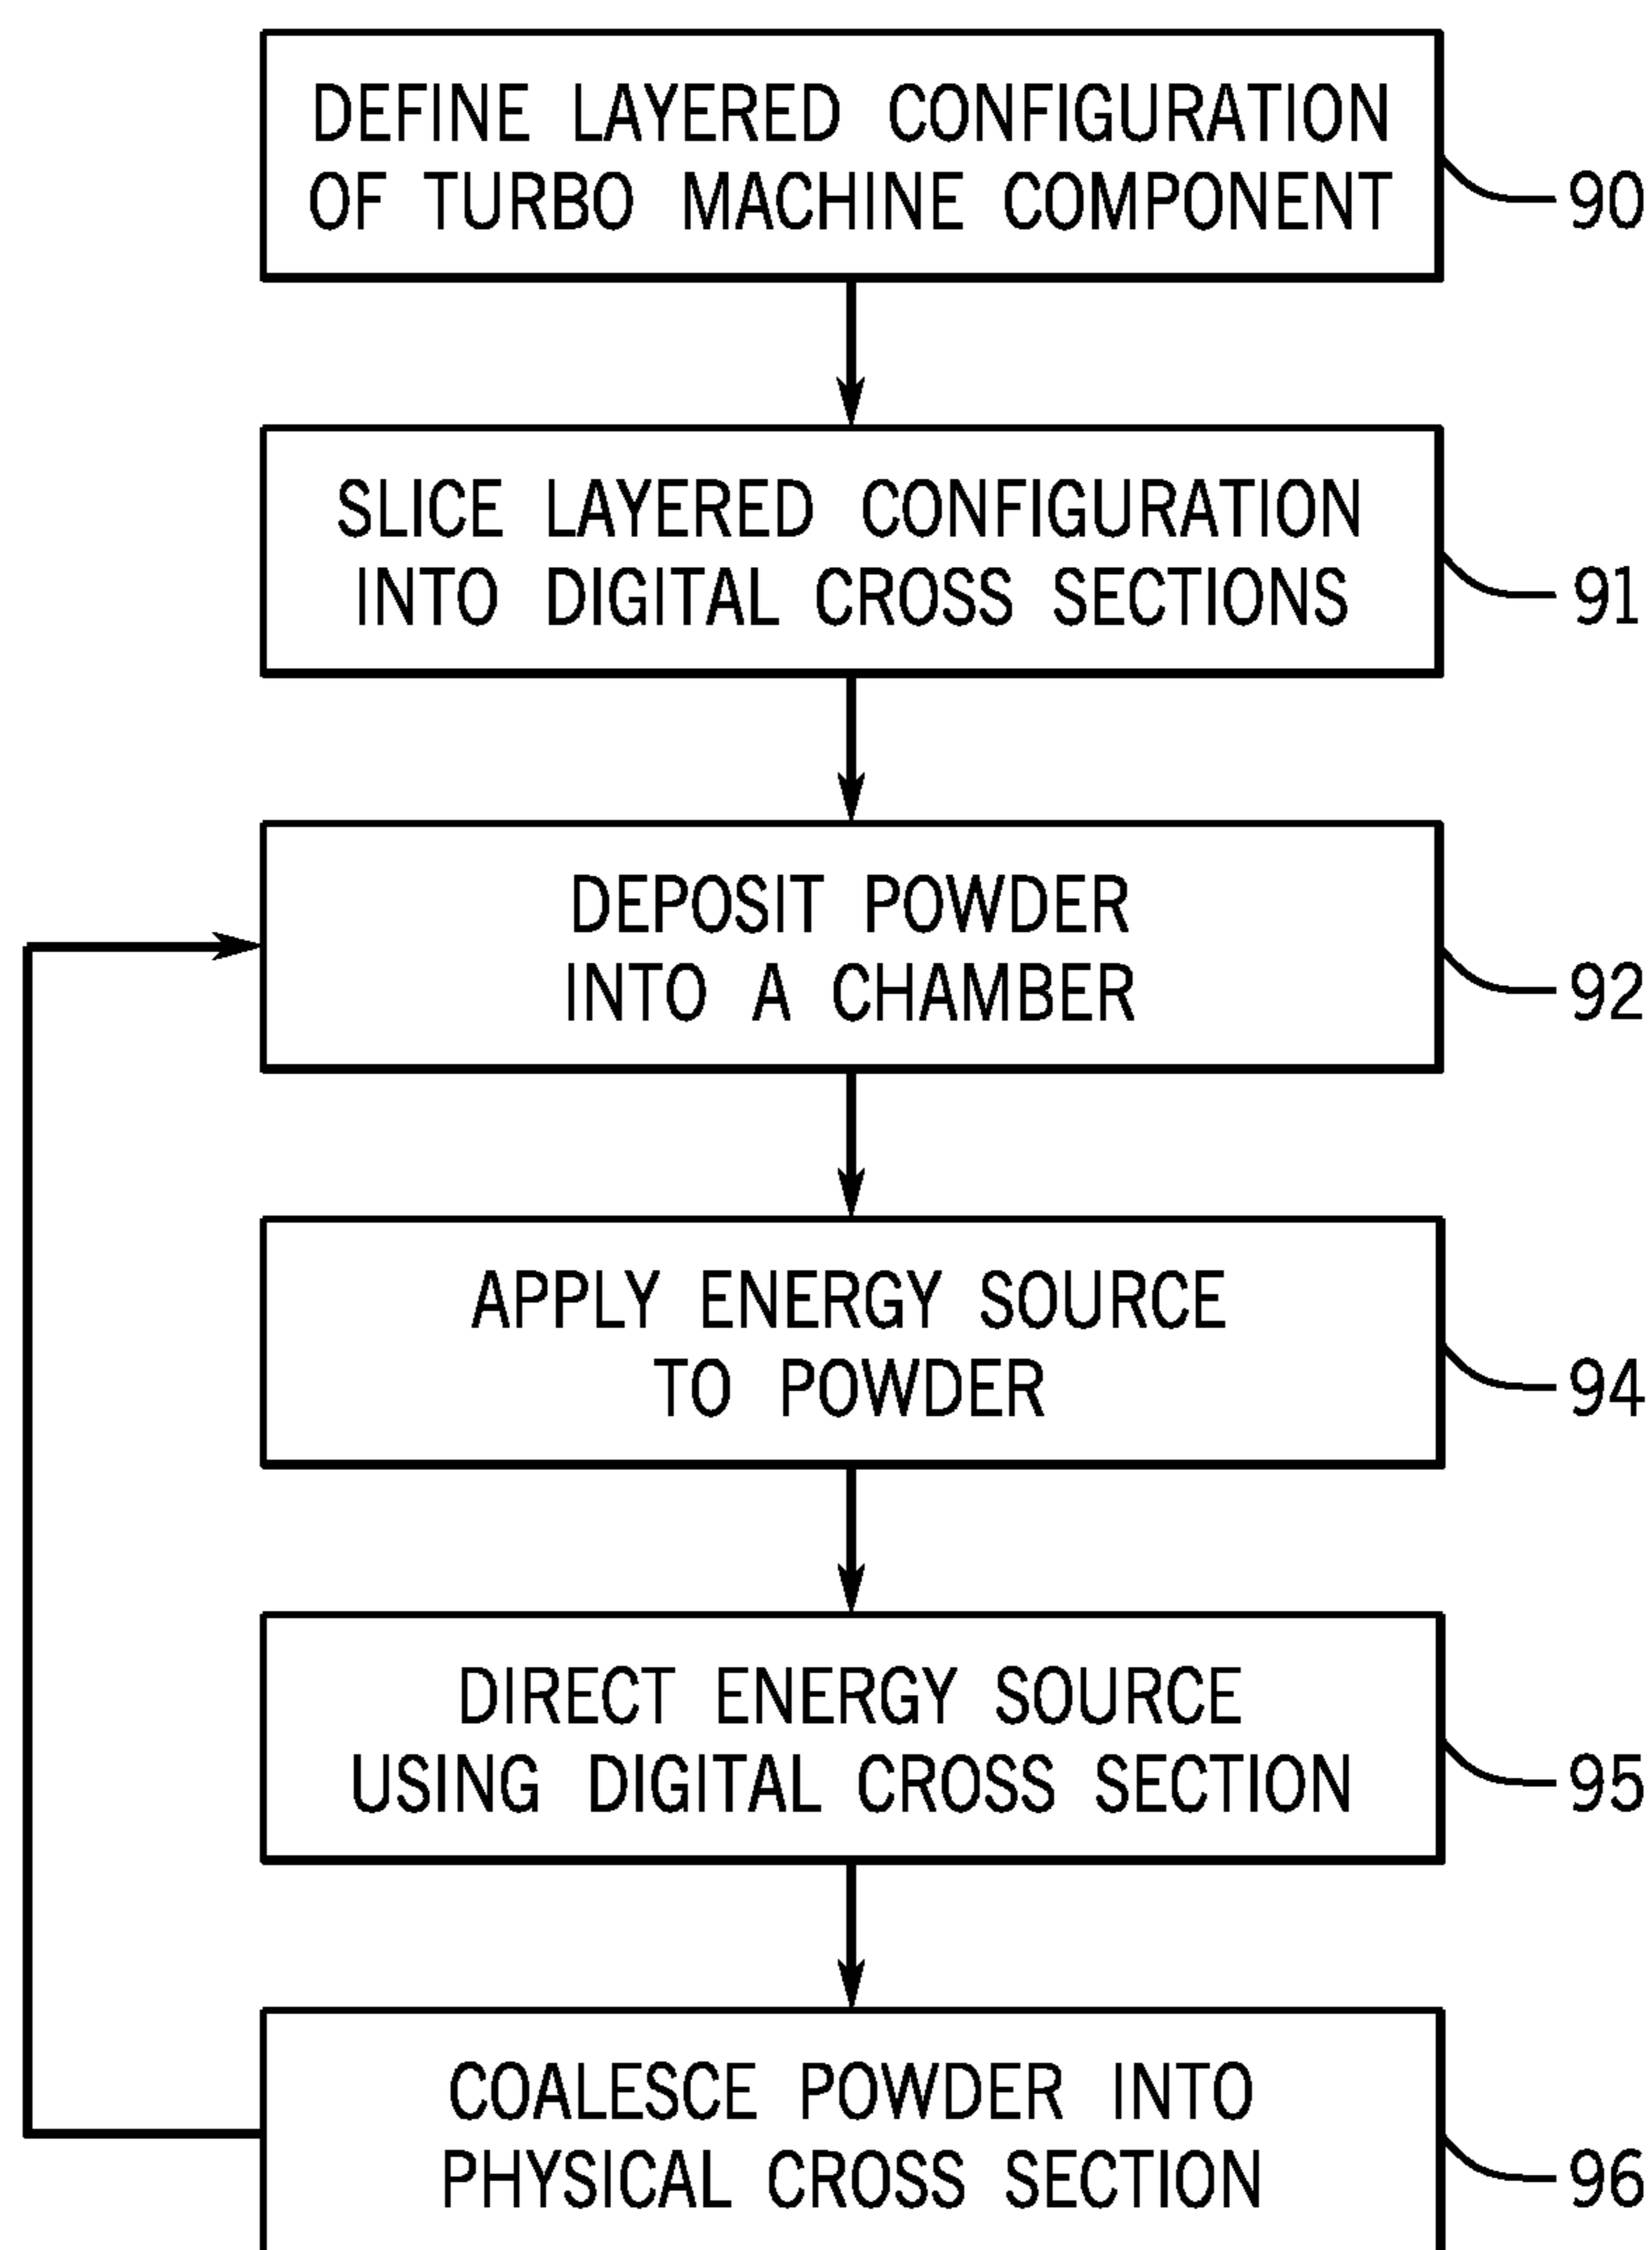 DEFINE LAYERED CONFIGURATION
OF TURBO MACHINE COMPONENT
90
SLICE LAYERED CONFIGURATION
INTO DIGITAL CROSS SECTIONS
91
DEPOSIT POWDER
INTO A CHAMBER
92
APPLY ENERGY SOURCE
TO POWDER
94
DIRECT ENERGY SOURCE
USING DIGITAL CROSS SECTION
95
COALESCE POWDER INTO
PHYSICAL CROSS SECTION
96